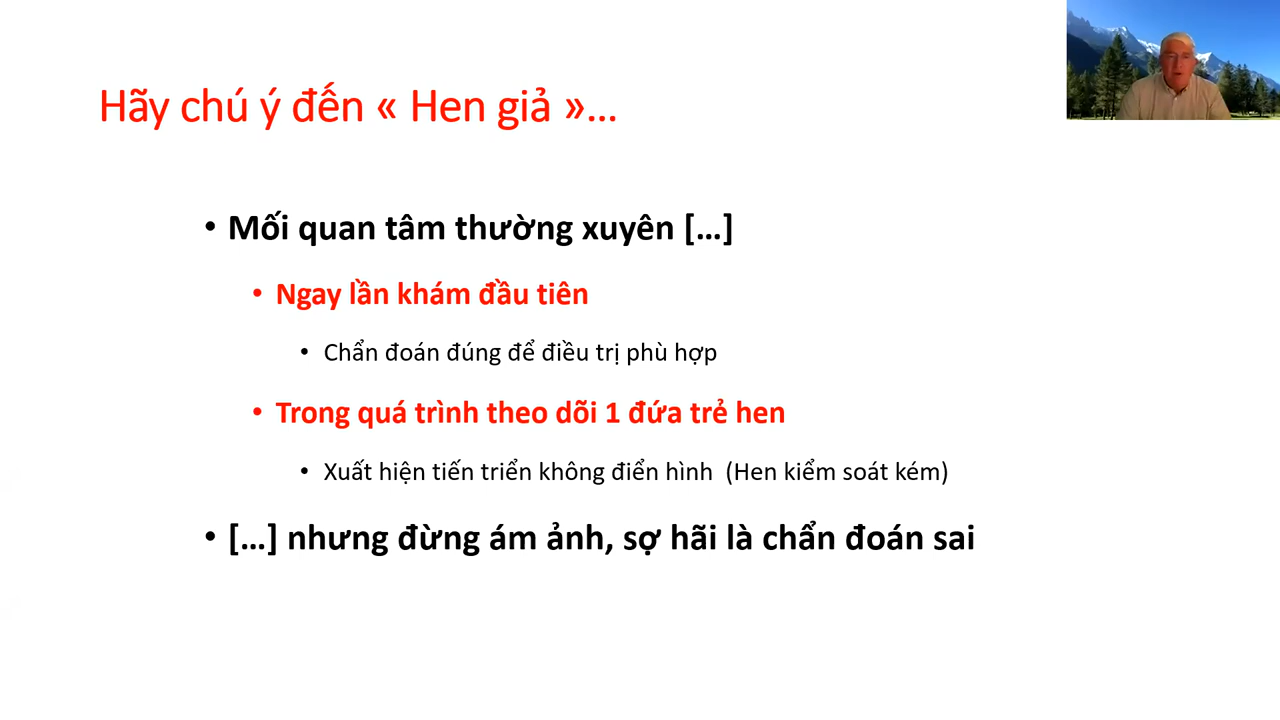 Hãy chú ý đến « Hen giả »...
• Mối quan tâm thường xuyên [...]
• Ngay lần khám đầu tiên
• Chẩn đoán đúng để điều trị phù hợp
• Trong quá trình theo dõi 1 đứa trẻ hen
• Xuất hiện tiến triển không điển hình (Hen kiểm soát kém)
• [...] nhưng đừng ám ảnh, sợ hãi là chẩn đoán sai